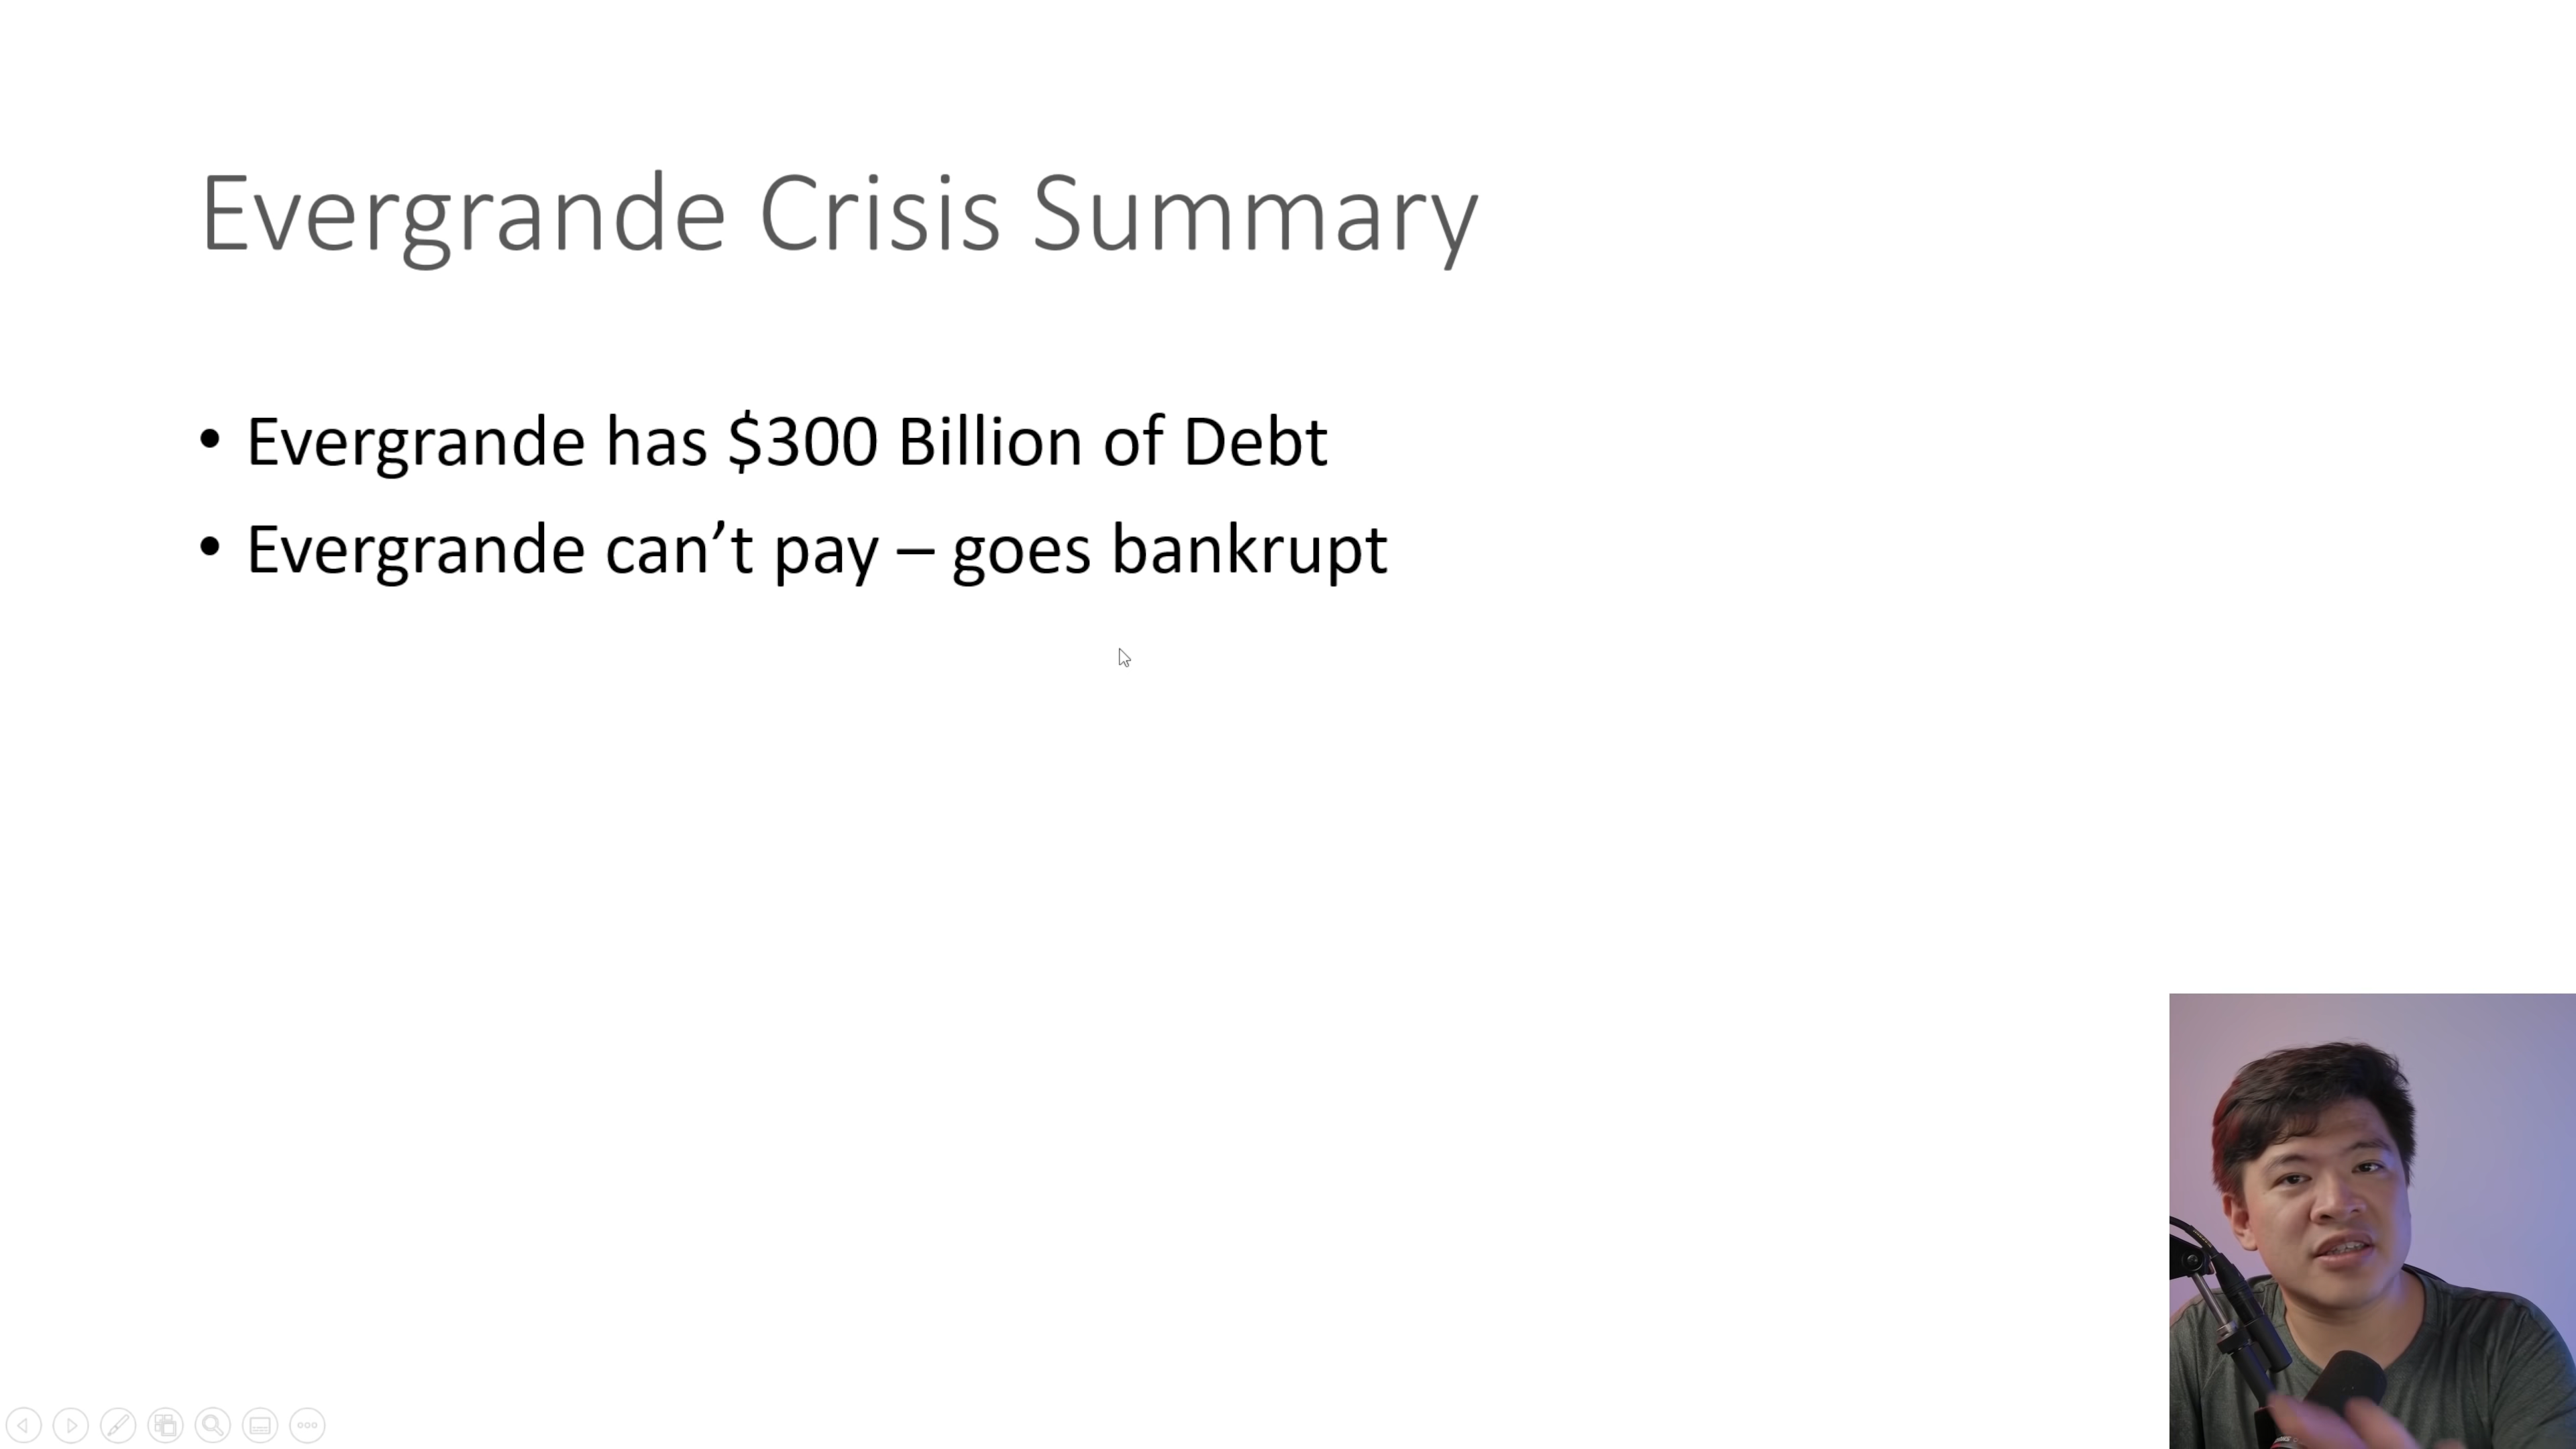 Evergrande Crisis Summary
• Evergrande has $300 Billion of Debt
• Evergrande can’t pay – goes bankrupt